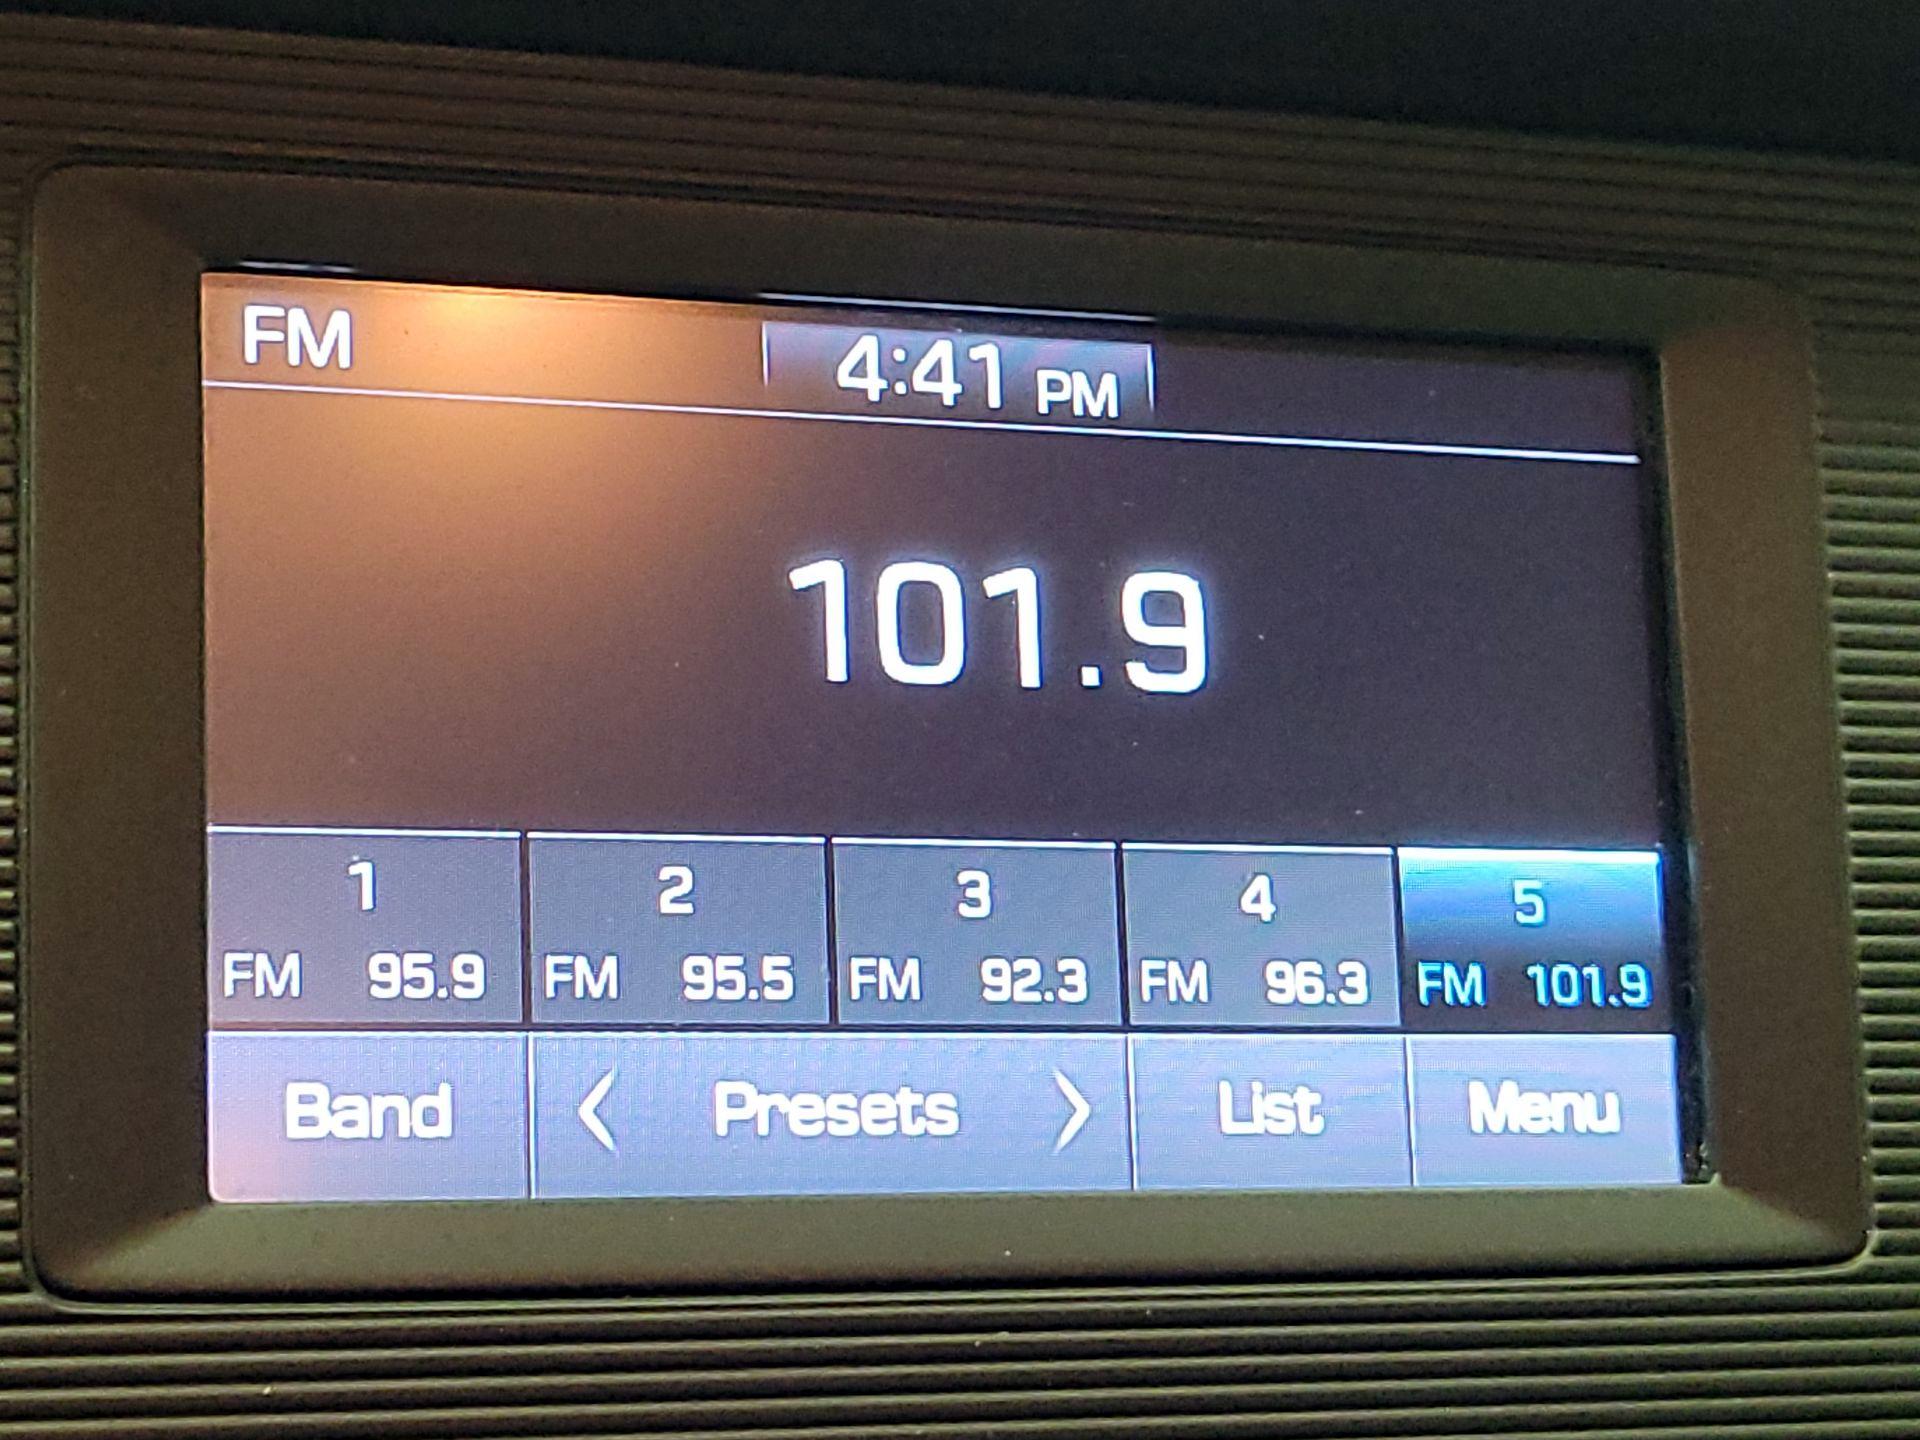 FM 4:41 PM
101.9
1 2 3 4 5
FM 95.9 FM 95.5 FM 92.3 FM 96.3 FM 101.9
Band < Presets > List Menu